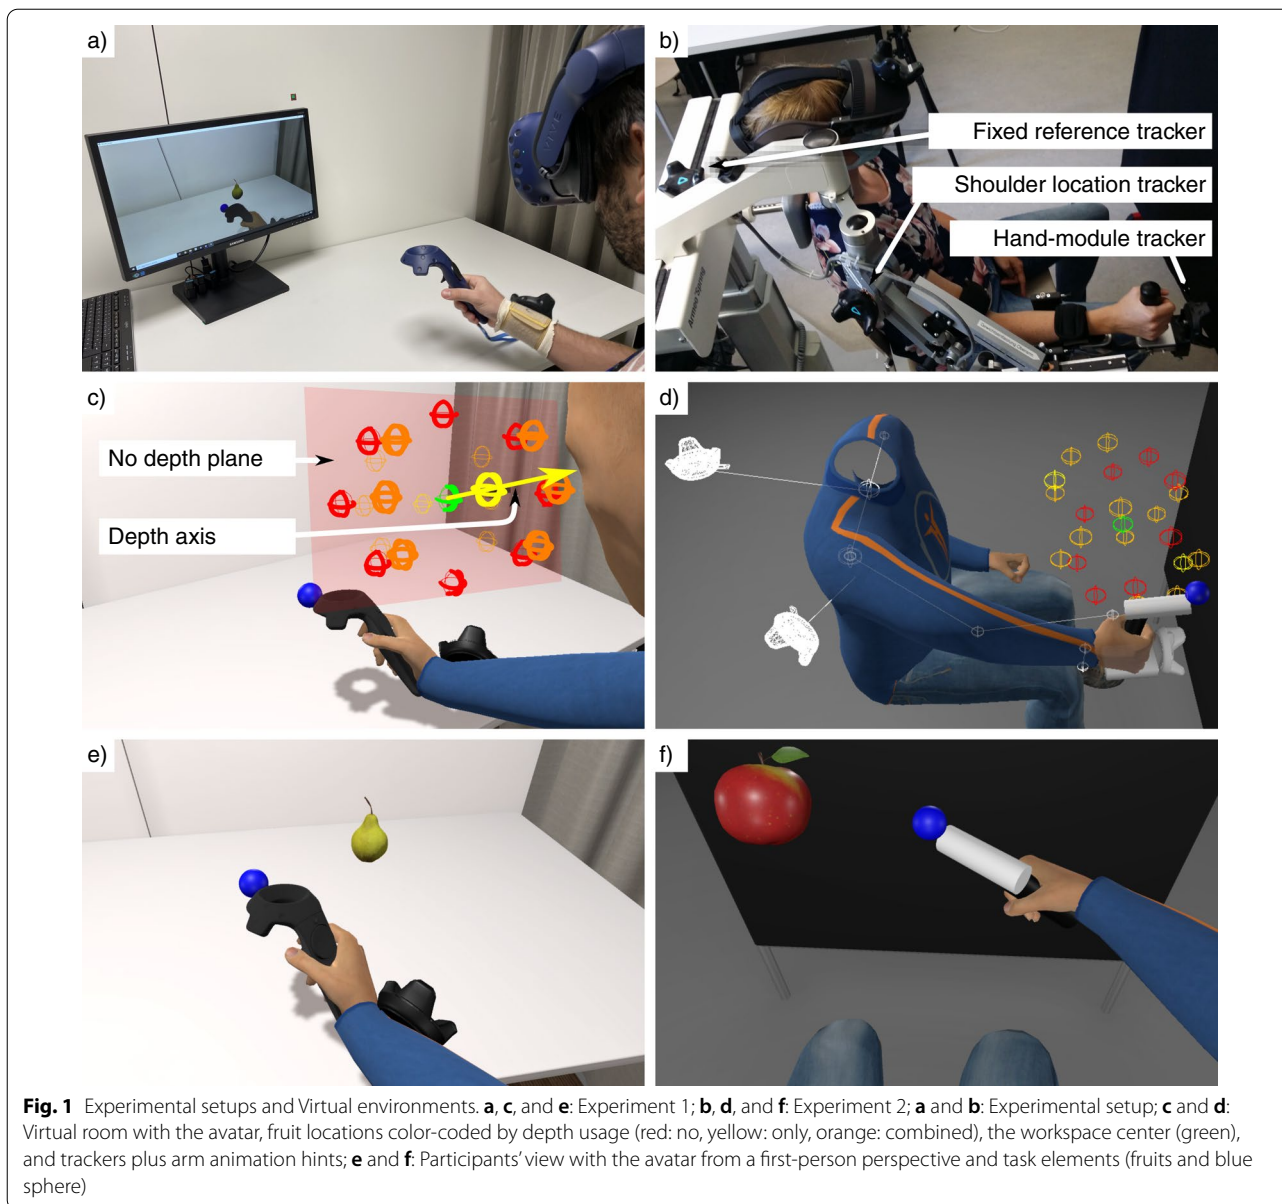 a)
VIVE
SAMSUNG
b)
Fixed reference tracker
Shoulder location tracker
Hand-module tracker
Armeo Spring
c)
No depth plane
Depth axis
d)
e)
f)
Fig. 1 Experimental setups and Virtual environments. a, c, and e: Experiment 1; b, d, and f: Experiment 2; a and b: Experimental setup; c and d:
Virtual room with the avatar, fruit locations color-coded by depth usage (red: no, yellow: only, orange: combined), the workspace center (green),
and trackers plus arm animation hints; e and f: Participants' view with the avatar from a first-person perspective and task elements (fruits and blue
sphere)